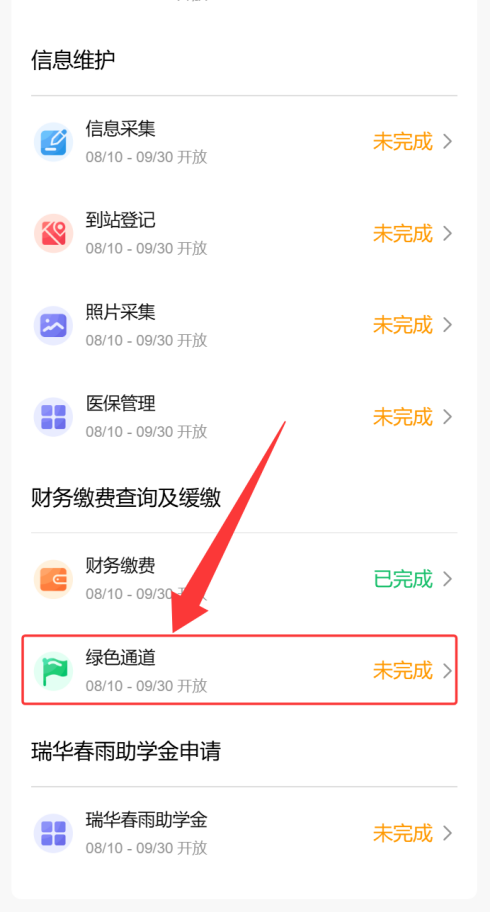 信息维护
信息采集
未完成
08/10 - 09/30 开放
到站登记
未完成
08/10 - 09/30 开放
照片采集
未完成
08/10 - 09/30 开放
医保管理
未完成
08/10 - 09/30 开放
财务缴费查询及缓缴
财务缴费
已完成
08/10 - 09/30
绿色通道
未完成
08/10 - 09/30 开放
瑞华春雨助学金申请
瑞华春雨助学金
未完成
08/10 - 09/30 开放